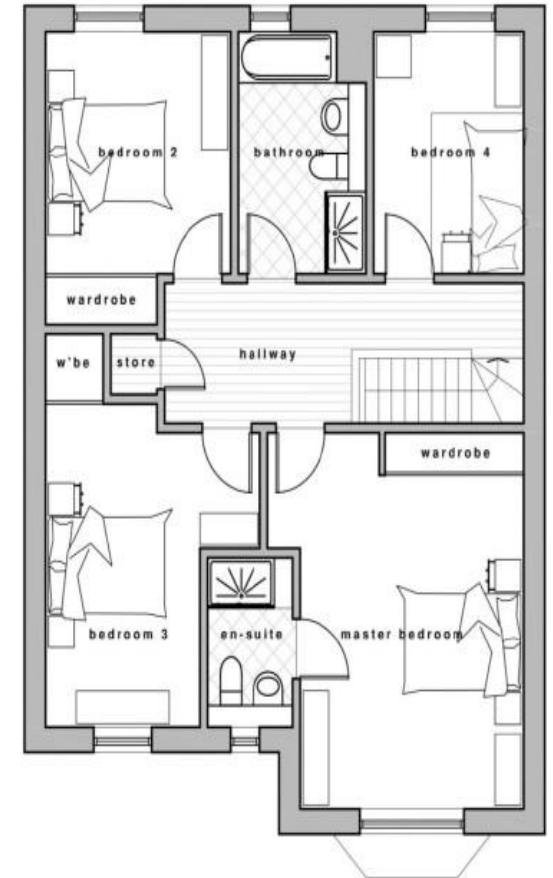 bedroom 2
bathroom
bedroom 4
wardrobe
w'be
store
hallway
wardrobe
bedroom 3
en-suite
master bedroom